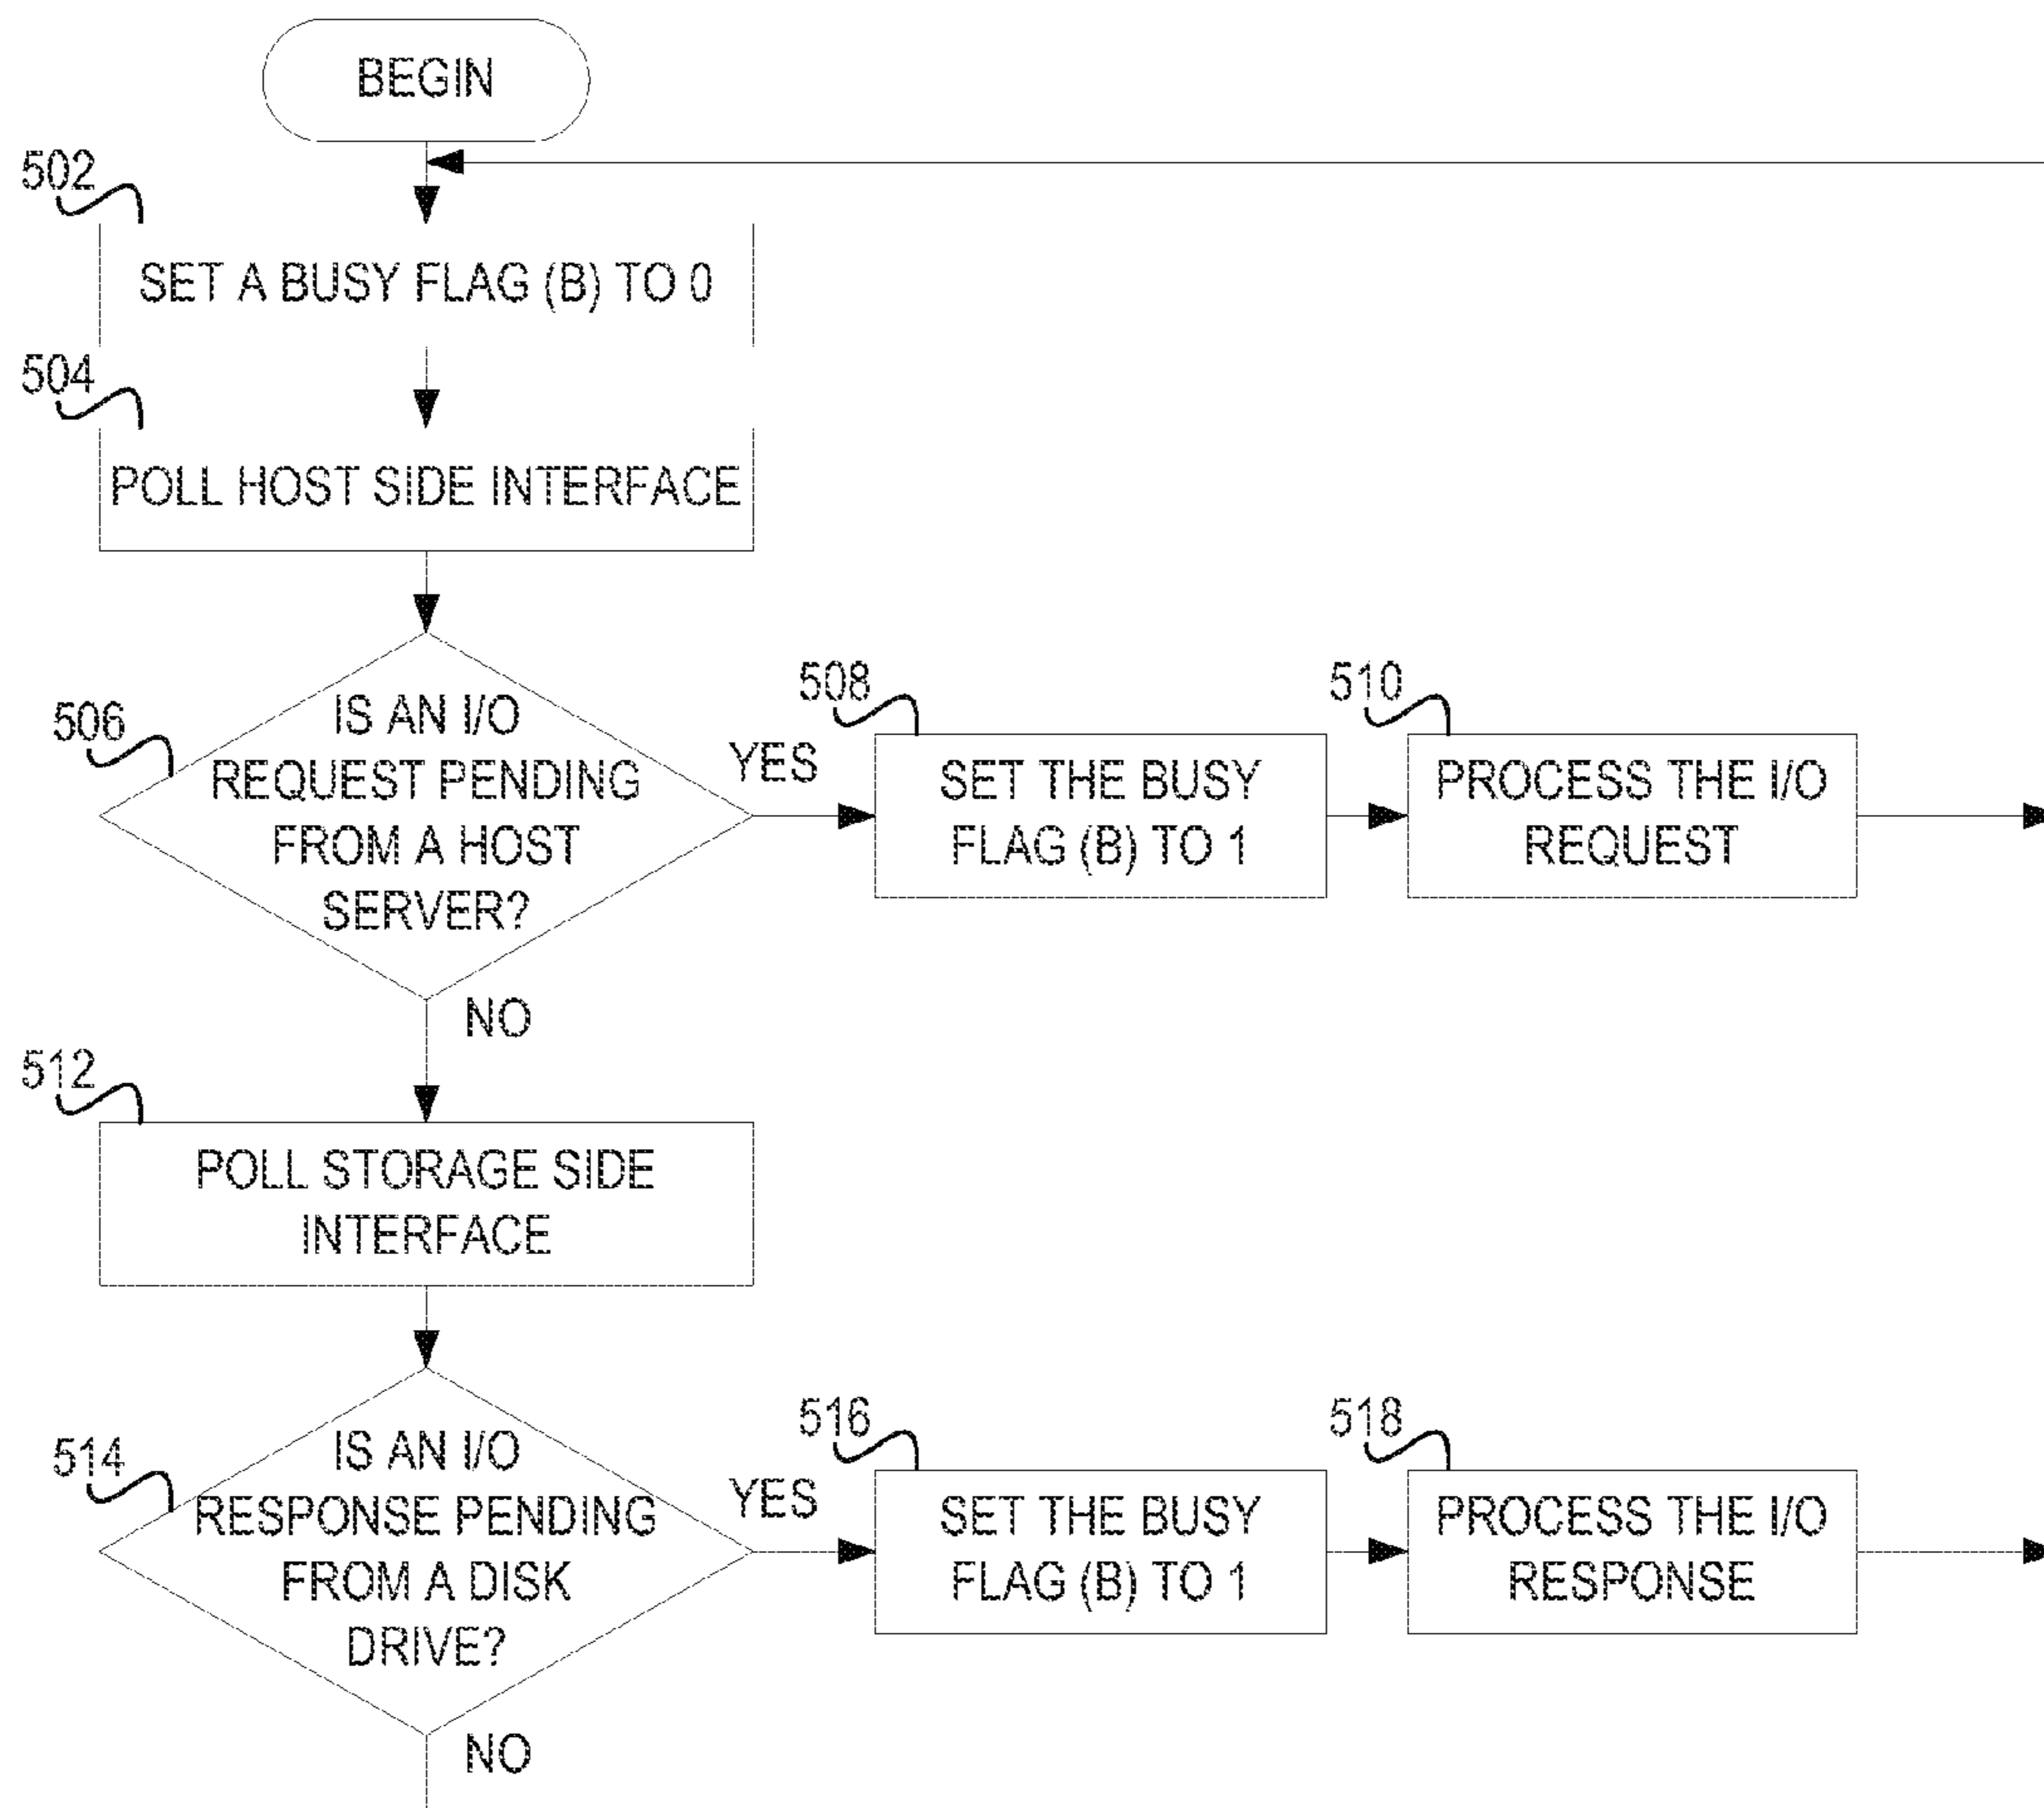 BEGIN
502
SET A BUSY FLAG (B) TO 0
504
POLL HOST SIDE INTERFACE
506
IS AN I/O
REQUEST PENDING
FROM A HOST
SERVER?
YES
508
SET THE BUSY
FLAG (B) TO 1
510
PROCESS THE I/O
REQUEST
NO
512
POLL STORAGE SIDE
INTERFACE
514
IS AN I/O
RESPONSE PENDING
FROM A DISK
DRIVE?
YES
516
SET THE BUSY
FLAG (B) TO 1
518
PROCESS THE I/O
RESPONSE
NO